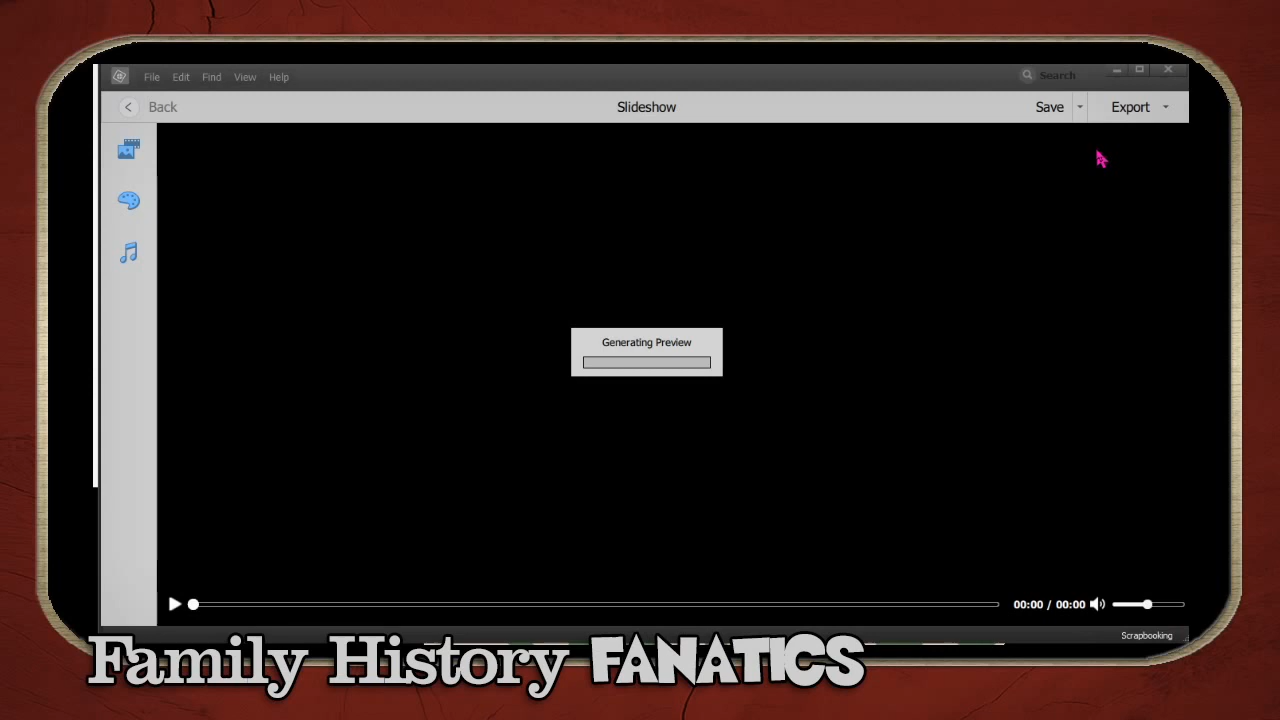 File Edit Find View Help Search
Back Slideshow Save Export
Generating Preview
00:00 / 00:00
Scrapbooking
Family History FANATICS